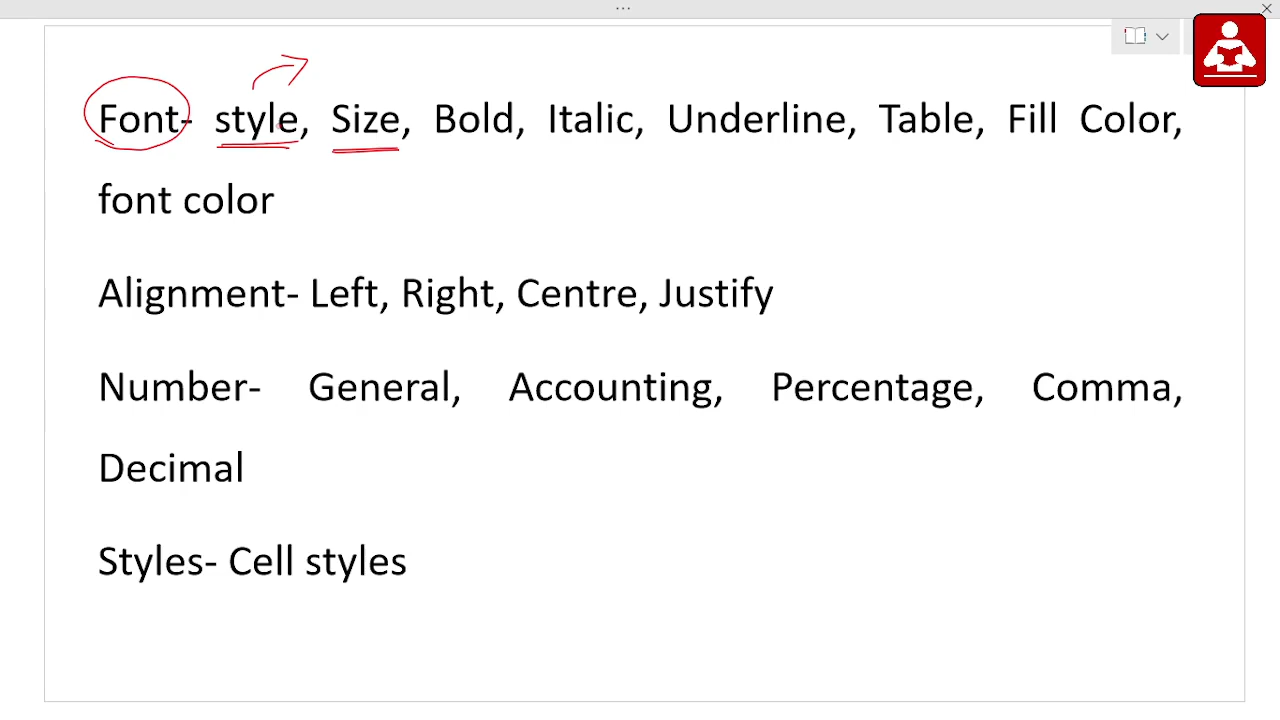 Font- style, Size, Bold, Italic, Underline, Table, Fill Color,
font color
Alignment- Left, Right, Centre, Justify
Number- General, Accounting, Percentage, Comma,
Decimal
Styles- Cell styles